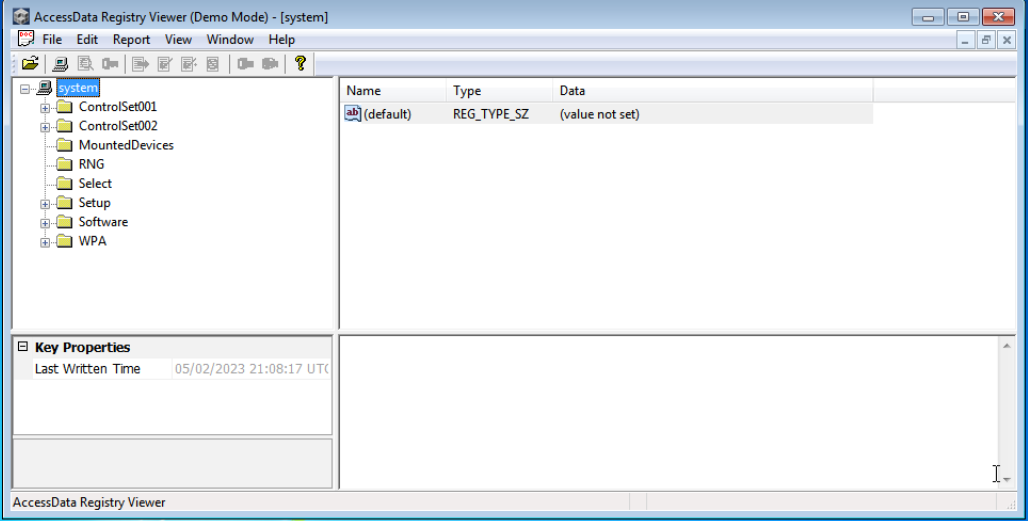 AccessData Registry Viewer (Demo Mode) - [system]
File Edit Report View Window Help
system
ControlSet001
ControlSet002
MountedDevices
RNG
Select
Setup
Software
WPA
Name Type Data
ab (default) REG_TYPE_SZ (value not set)
Key Properties
Last Written Time 05/02/2023 21:08:17 UTC
AccessData Registry Viewer